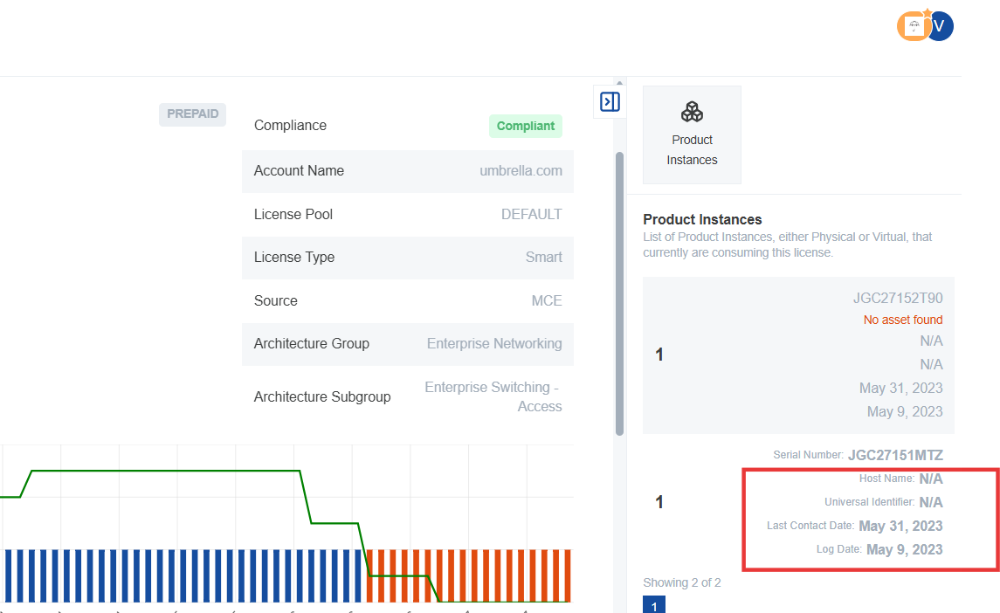 V
PREPAID
Compliance Compliant
Account Name umbrella.com
License Pool DEFAULT
License Type Smart
Source MCE
Architecture Group Enterprise Networking
Architecture Subgroup Enterprise Switching -
Access
Product
Instances
Product Instances
List of Product Instances, either Physical or Virtual, that
currently are consuming this license.
1
JGC27152T90
No asset found
N/A
N/A
May 31, 2023
May 9, 2023
1
Serial Number: JGC27151MTZ
Host Name: N/A
Universal Identifier: N/A
Last Contact Date: May 31, 2023
Log Date: May 9, 2023
Showing 2 of 2
1